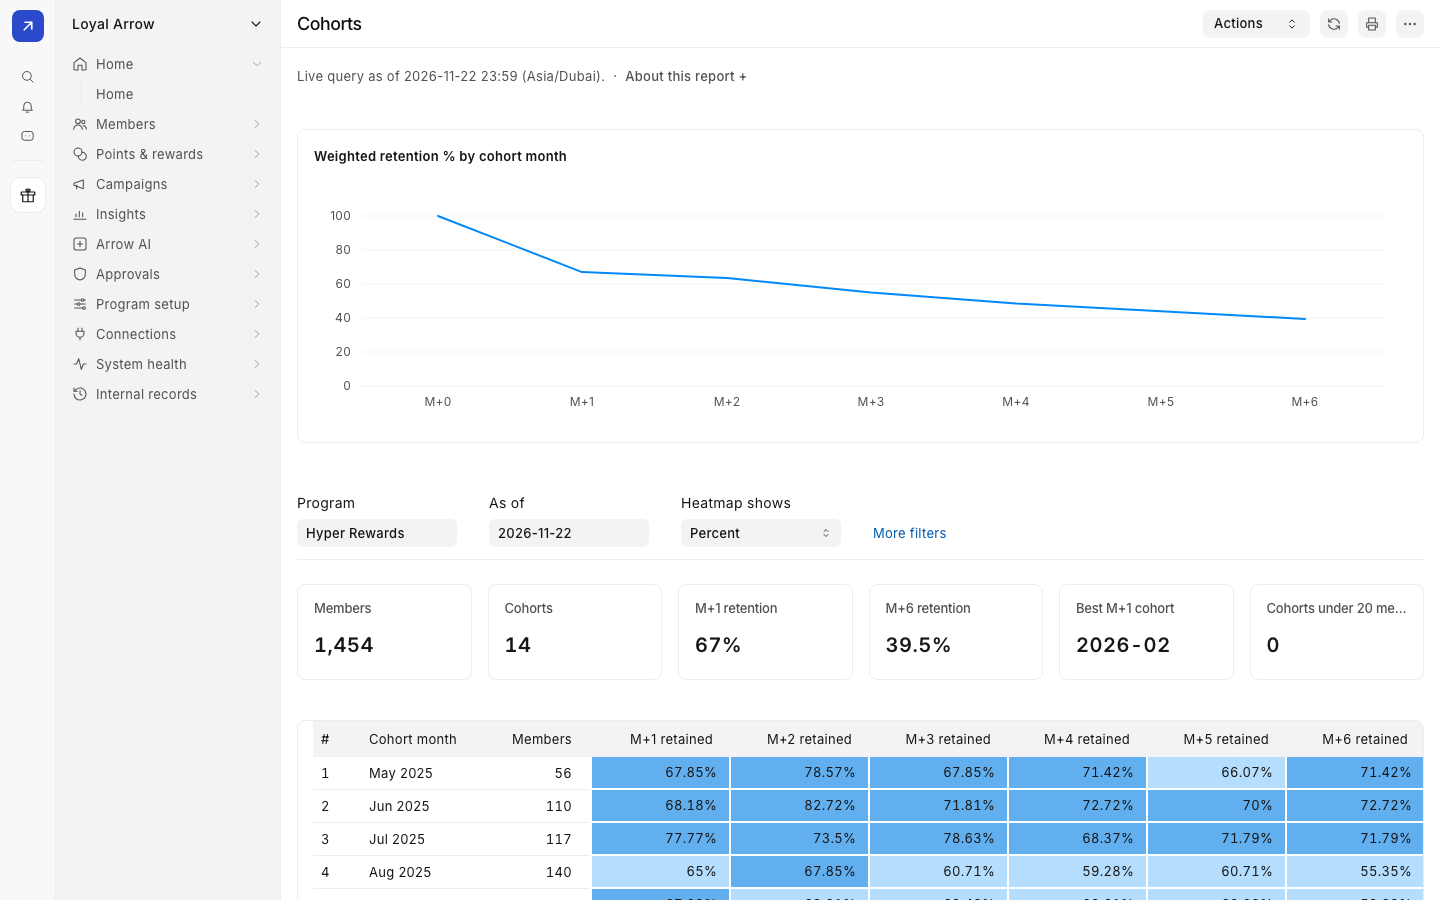 Loyal Arrow
Home
Home
Members
Points & rewards
Campaigns
Insights
Arrow AI
Approvals
Program setup
Connections
System health
Internal records
Cohorts
Actions
Live query as of 2026-11-22 23:59 (Asia/Dubai). · About this report +
Weighted retention % by cohort month
100
80
60
40
20
0
M+0 M+1 M+2 M+3 M+4 M+5 M+6
Program As of Heatmap shows
Hyper Rewards 2026-11-22 Percent More filters
Members Cohorts M+1 retention M+6 retention Best M+1 cohort Cohorts under 20 me...
1,454 14 67% 39.5% 2026-02 0
# Cohort month Members M+1 retained M+2 retained M+3 retained M+4 retained M+5 retained M+6 retained
1 May 2025 56 67.85% 78.57% 67.85% 71.42% 66.07% 71.42%
2 Jun 2025 110 68.18% 82.72% 71.81% 72.72% 70% 72.72%
3 Jul 2025 117 77.77% 73.5% 78.63% 68.37% 71.79% 71.79%
4 Aug 2025 140 65% 67.85% 60.71% 59.28% 60.71% 55.35%